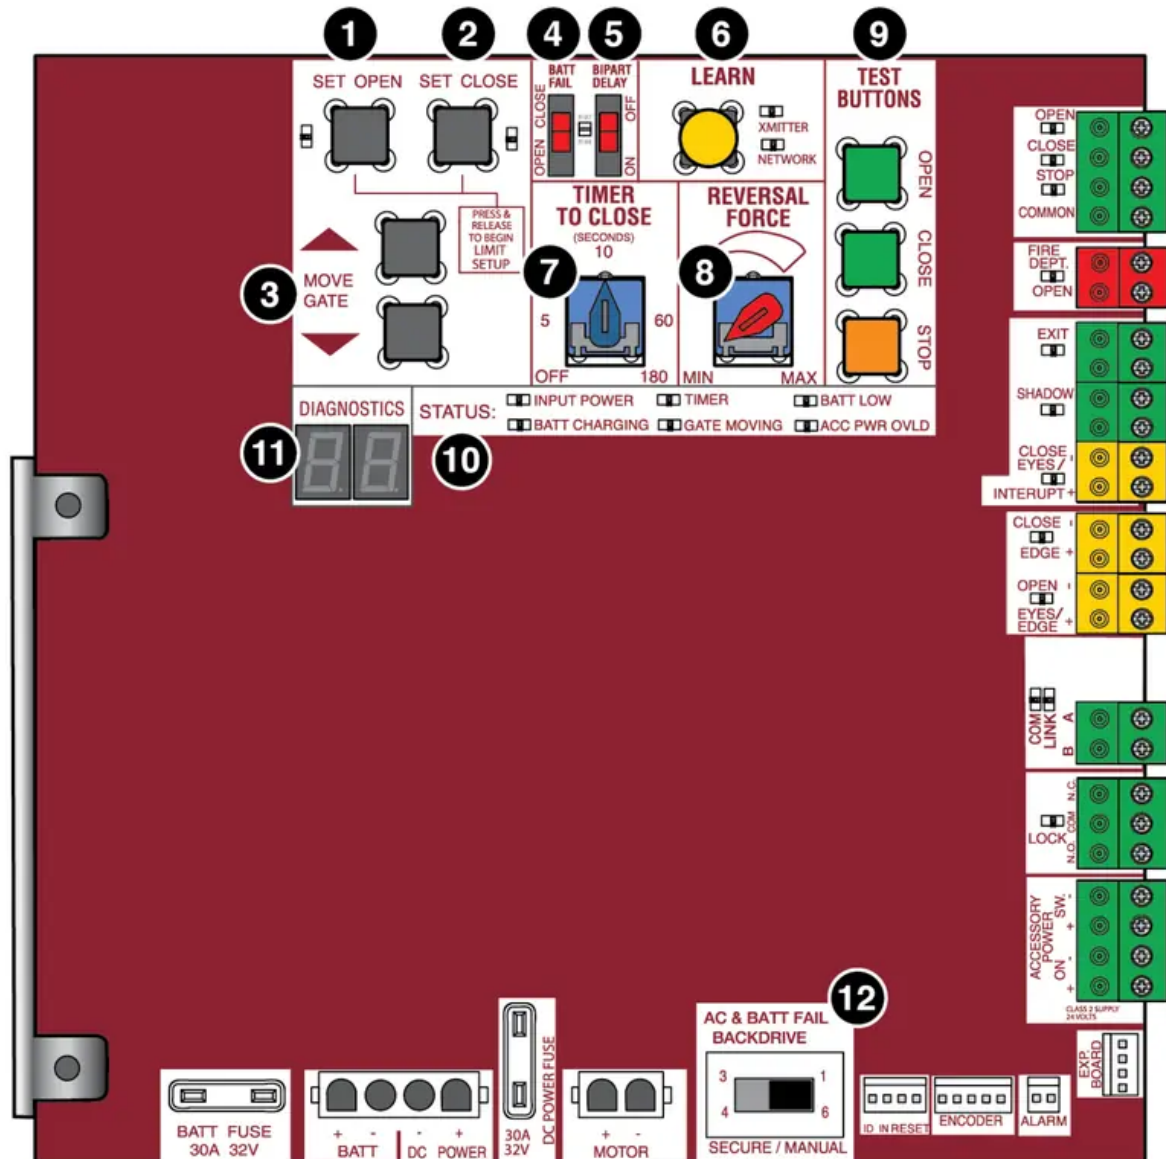 1
2
4
5
6
9
SET OPEN
SET CLOSE
BATT
FAIL
OPEN CLOSE
BIPART
DELAY
ON OFF
LEARN
XMITTER
NETWORK
TEST
BUTTONS
OPEN
CLOSE
STOP
PRESS &
RELEASE
TO BEGIN
LIMIT
SETUP
3
MOVE
GATE
TIMER
TO CLOSE
(SECONDS)
10
7
5
60
OFF
180
REVERSAL
FORCE
8
MIN
MAX
DIAGNOSTICS
11
STATUS:
10
INPUT POWER
TIMER
BATT LOW
BATT CHARGING
GATE MOVING
ACC PWR OVLD
OPEN
CLOSE
STOP
COMMON
FIRE
DEPT.
OPEN
EXIT
SHADOW
CLOSE -
EYES/
INTERUPT +
CLOSE -
EDGE +
OPEN -
EYES/
EDGE +
COM
LINK
A
B
LOCK
N.C.
COM
N.O.
ACCESSORY
POWER
ON SW.
-
+
-
+
CLASS 2 SUPPLY
24 VOLTS
EXP.
BOARD
12
AC & BATT FAIL
BACKDRIVE
3
1
4
6
SECURE / MANUAL
BATT FUSE
30A 32V
+ - - +
BATT
DC POWER
DC POWER FUSE
30A
32V
+ -
MOTOR
ID IN RESET
ENCODER
ALARM